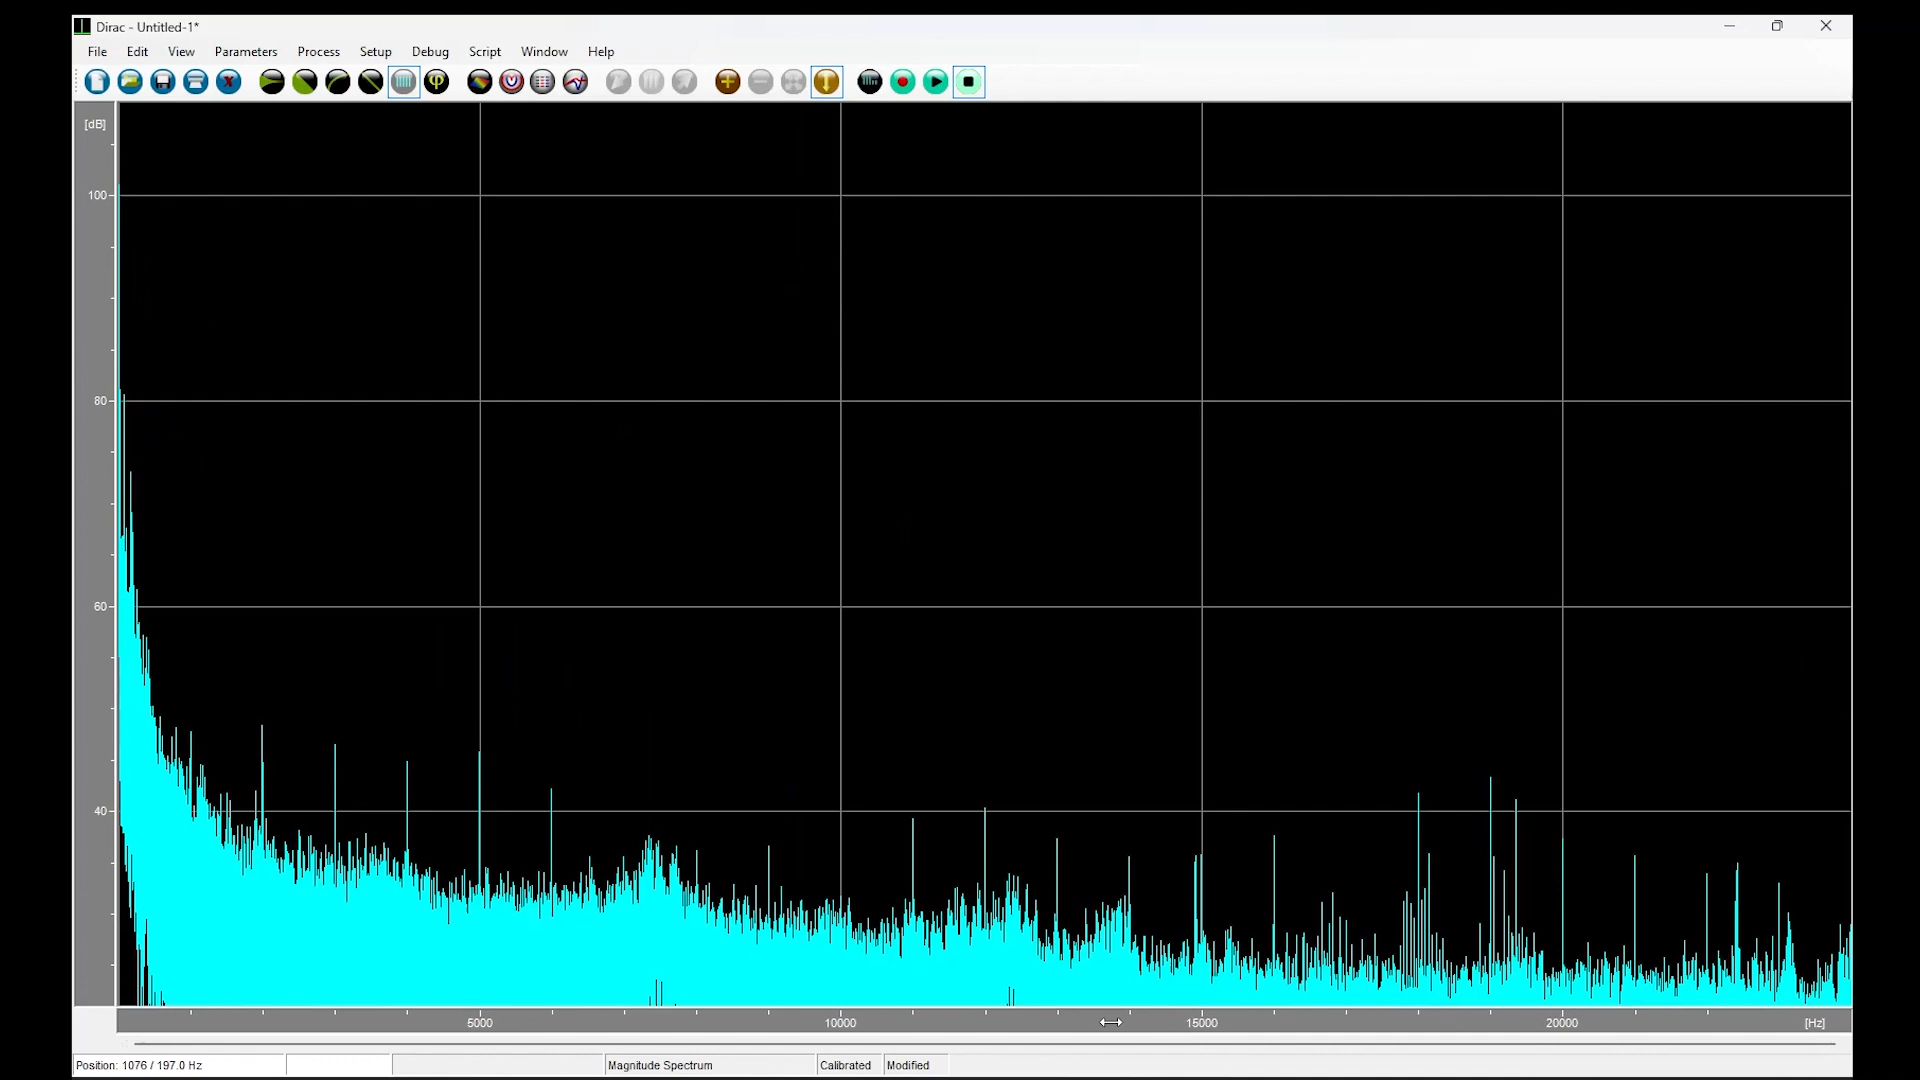 Dirac - Untitled-1*
File Edit View Parameters Process Setup Debug Script Window Help
[dB]
100
80
60
40
5000 10000 15000 20000 [Hz]
Position: 1076 / 197.0 Hz Magnitude Spectrum Calibrated Modified